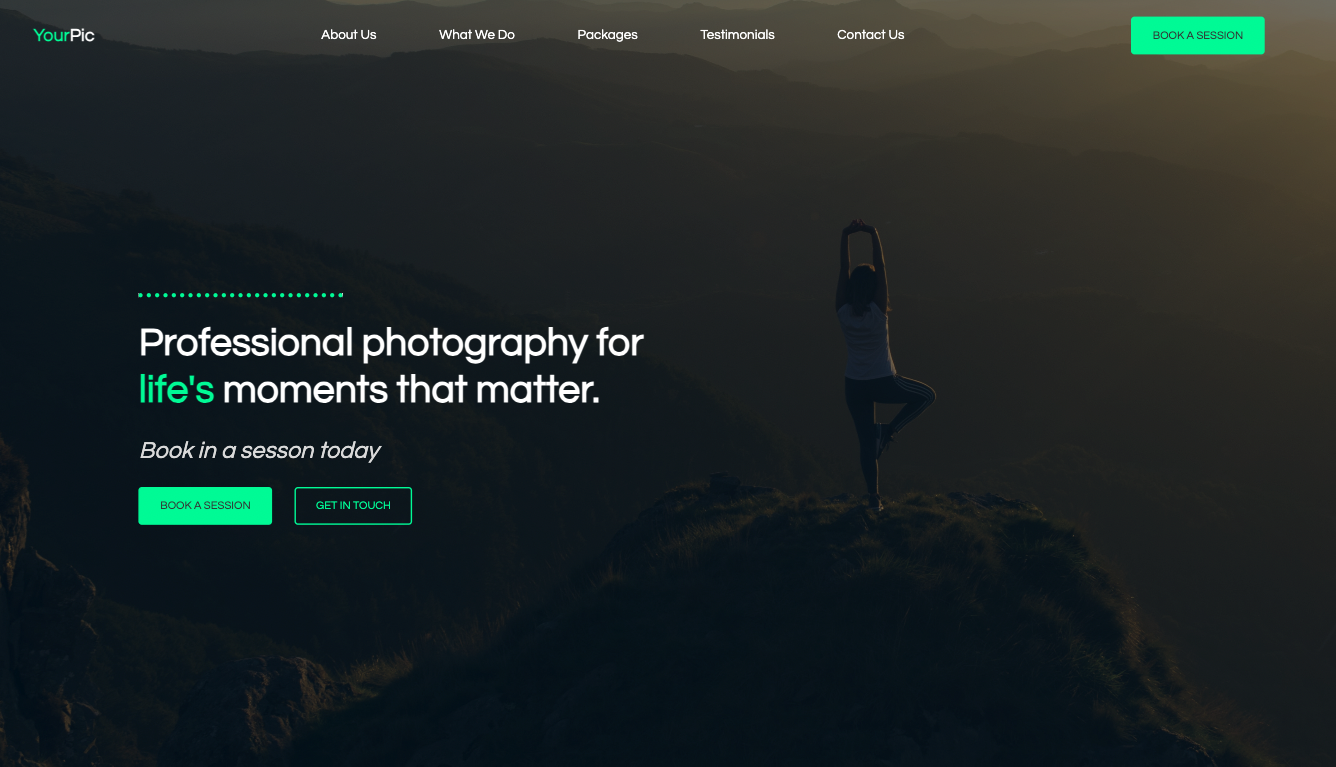 YourPic
About Us
What We Do
Packages
Testimonials
Contact Us
BOOK A SESSION
Professional photography for
life's moments that matter.
Book in a sesson today
BOOK A SESSION
GET IN TOUCH